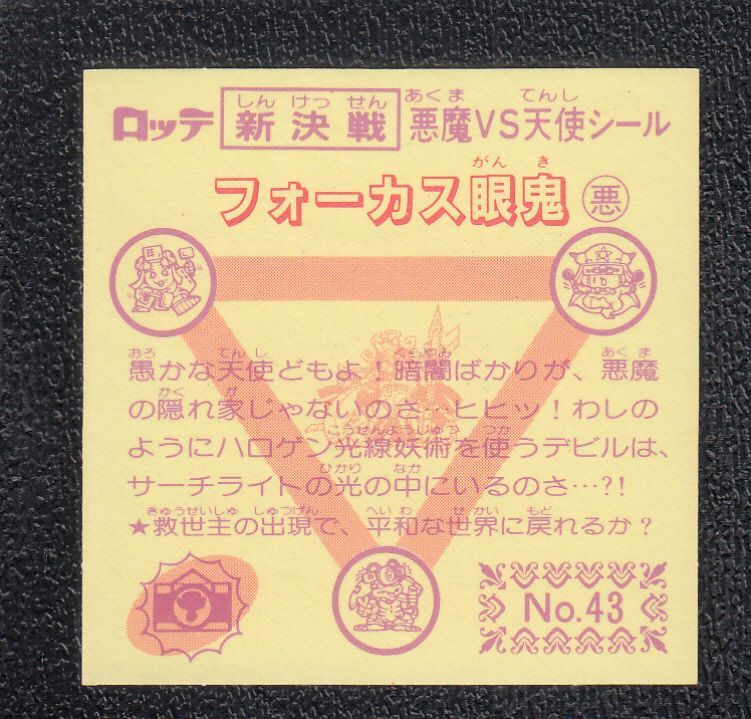 ロッテ 新決戦 悪魔VS天使シール
しん けっ せん あくま てんし
フォーカス眼鬼 悪
がん き
愚かな天使どもよ！暗闇ばかりが、悪魔
おろ てんし くらやみ あくま
の隠れ家じゃないのさ…ヒヒッ！わしの
かく が
ようにハロゲン光線妖術を使うデビルは、
こうせんようじゅつ つか
サーチライトの光の中にいるのさ…?!
ひかり なか
★救世主の出現で、平和な世界に戻れるか？
きゅうせいしゅ しゅつげん へいわ せかい もど
No.43